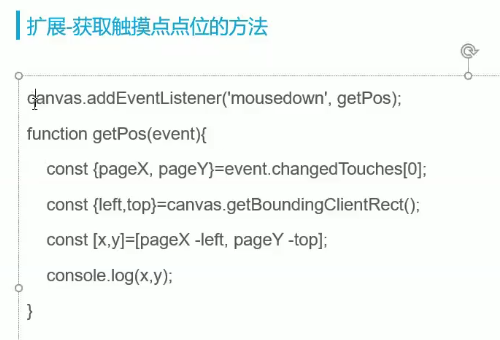 扩展-获取触摸点点位的方法
canvas.addEventListener('mousedown', getPos);
function getPos(event){
const {pageX, pageY}=event.changedTouches[0];
const {left,top}=canvas.getBoundingClientRect();
const [x,y]=[pageX -left, pageY -top];
console.log(x,y);
}